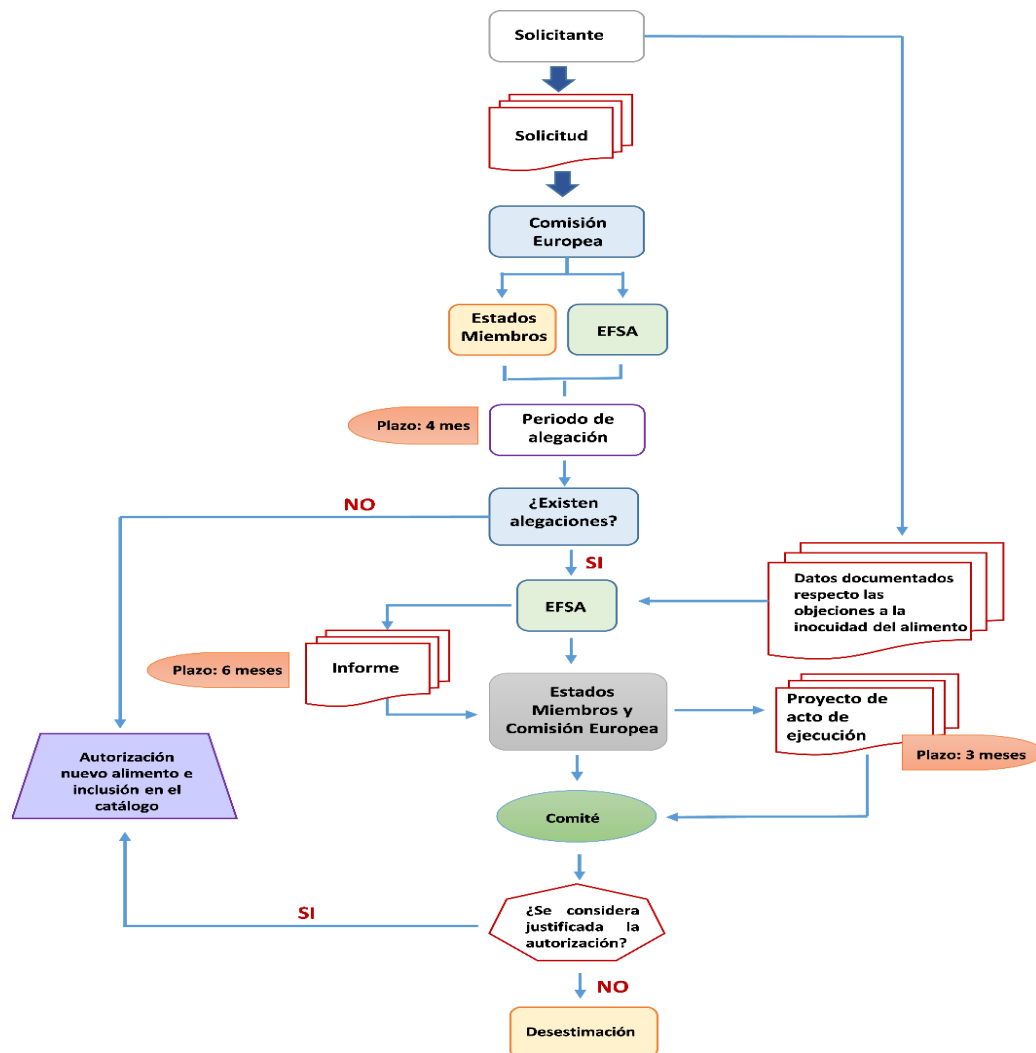 Solicitante
Solicitud
Comisión
Europea
Estados
Miembros
EFSA
Plazo: 4 mes
Periodo de
alegación
¿Existen
alegaciones?
NO
SI
EFSA
Datos documentados
respecto las
objeciones a la
inocuidad del alimento
Plazo: 6 meses
Informe
Estados
Miembros y
Comisión Europea
Proyecto de
acto de
ejecución
Plazo: 3 meses
Autorización
nuevo alimento e
inclusión en el
catálogo
Comité
SI
¿Se considera
justificada la
autorización?
NO
Desestimación